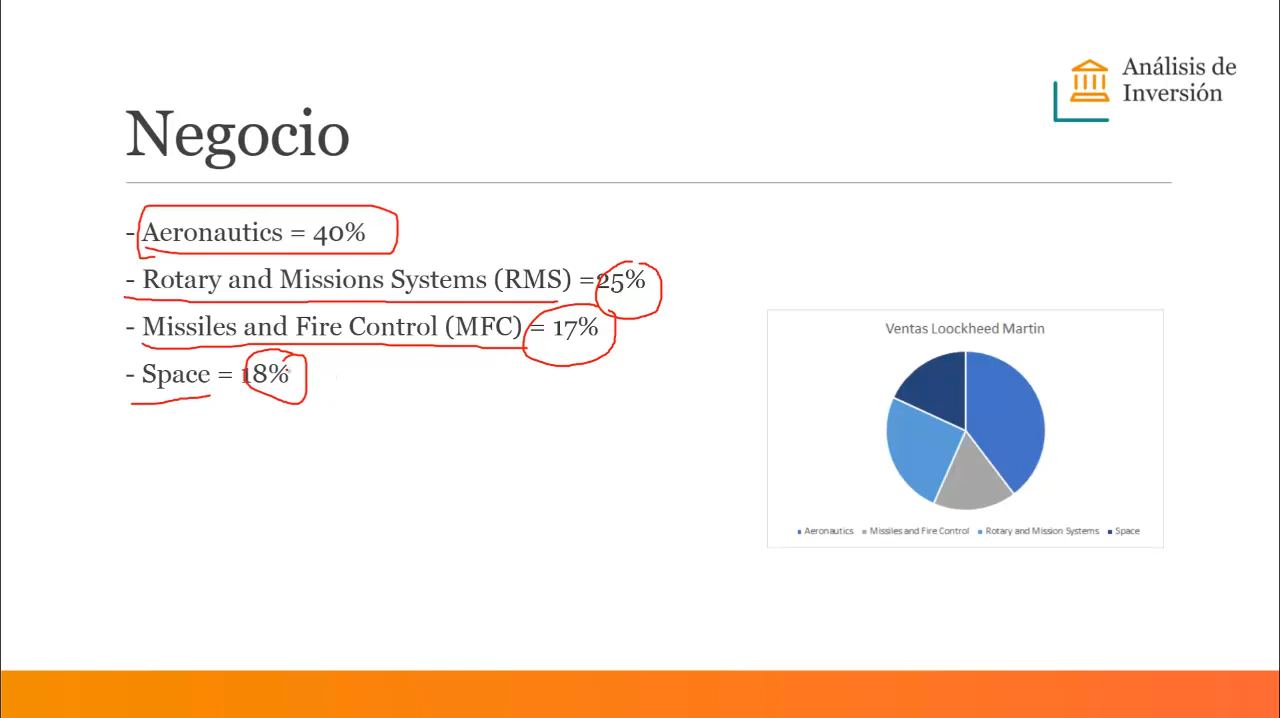 Análisis de
Inversión
Negocio
- Aeronautics = 40%
- Rotary and Missions Systems (RMS) =25%
- Missiles and Fire Control (MFC) = 17%
- Space = 18%
Ventas Loockheed Martin
Aeronautics Missiles and Fire Control Rotary and Mission Systems Space